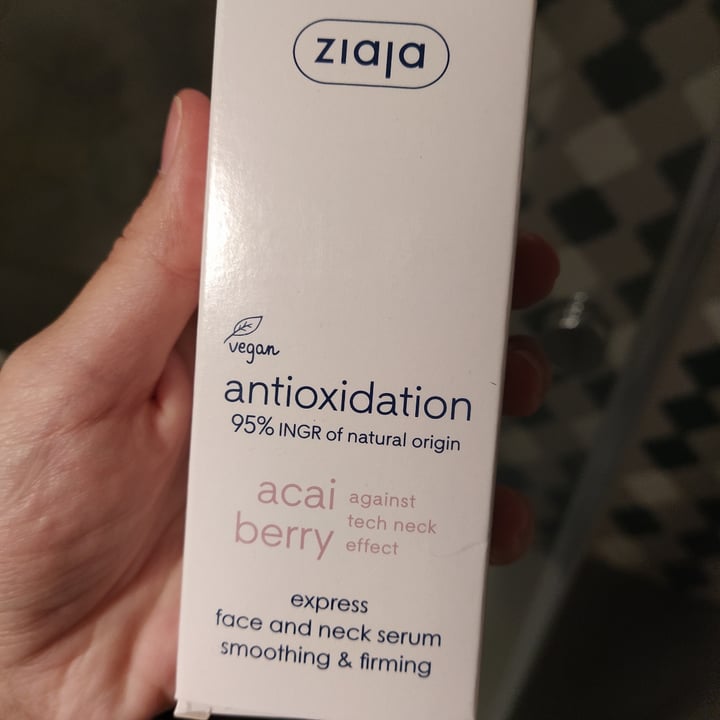 ziaja
vegan
antioxidation
95% INGR of natural origin
acai berry
against
tech neck
effect
express
face and neck serum
smoothing & firming